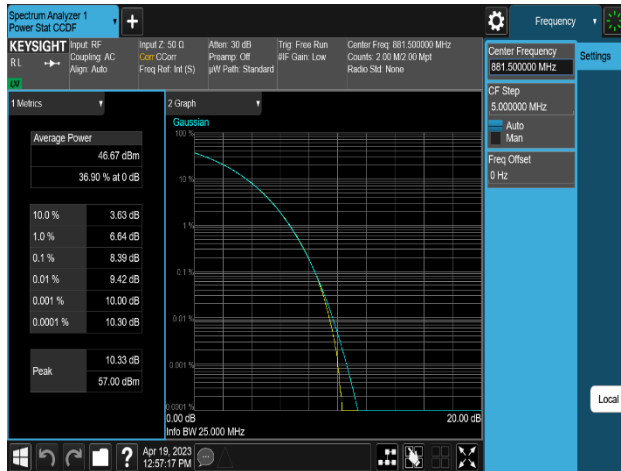 Spectrum Analyzer 1
Power Stat CCDF
Frequency
KEYSIGHT
Input: RF
Input Z: 50 Ω
Atten: 30 dB
Trig: Free Run
Center Freq: 881.500000 MHz
RL
Coupling: AC
Corr CCorr
Preamp: Off
#IF Gain: Low
Counts: 2.00 M/2.00 Mpt
Align: Auto
Freq Ref: Int (S)
µW Path: Standard
Radio Std: None
Center Frequency
881.500000 MHz
Settings
CF Step
5.000000 MHz
Auto
Man
Freq Offset
0 Hz
1 Metrics
2 Graph
Average Power
46.67 dBm
36.90 % at 0 dB
10.0 % 3.63 dB
1.0 % 6.64 dB
0.1 % 8.39 dB
0.01 % 9.42 dB
0.001 % 10.00 dB
0.0001 % 10.30 dB
Peak
10.33 dB
57.00 dBm
Gaussian
100 %
10 %
1 %
0.1 %
0.01 %
0.001 %
0.0001 %
0.00 dB
20.00 dB
Info BW 25.000 MHz
Local
?
Apr 19, 2023
12:57:17 PM